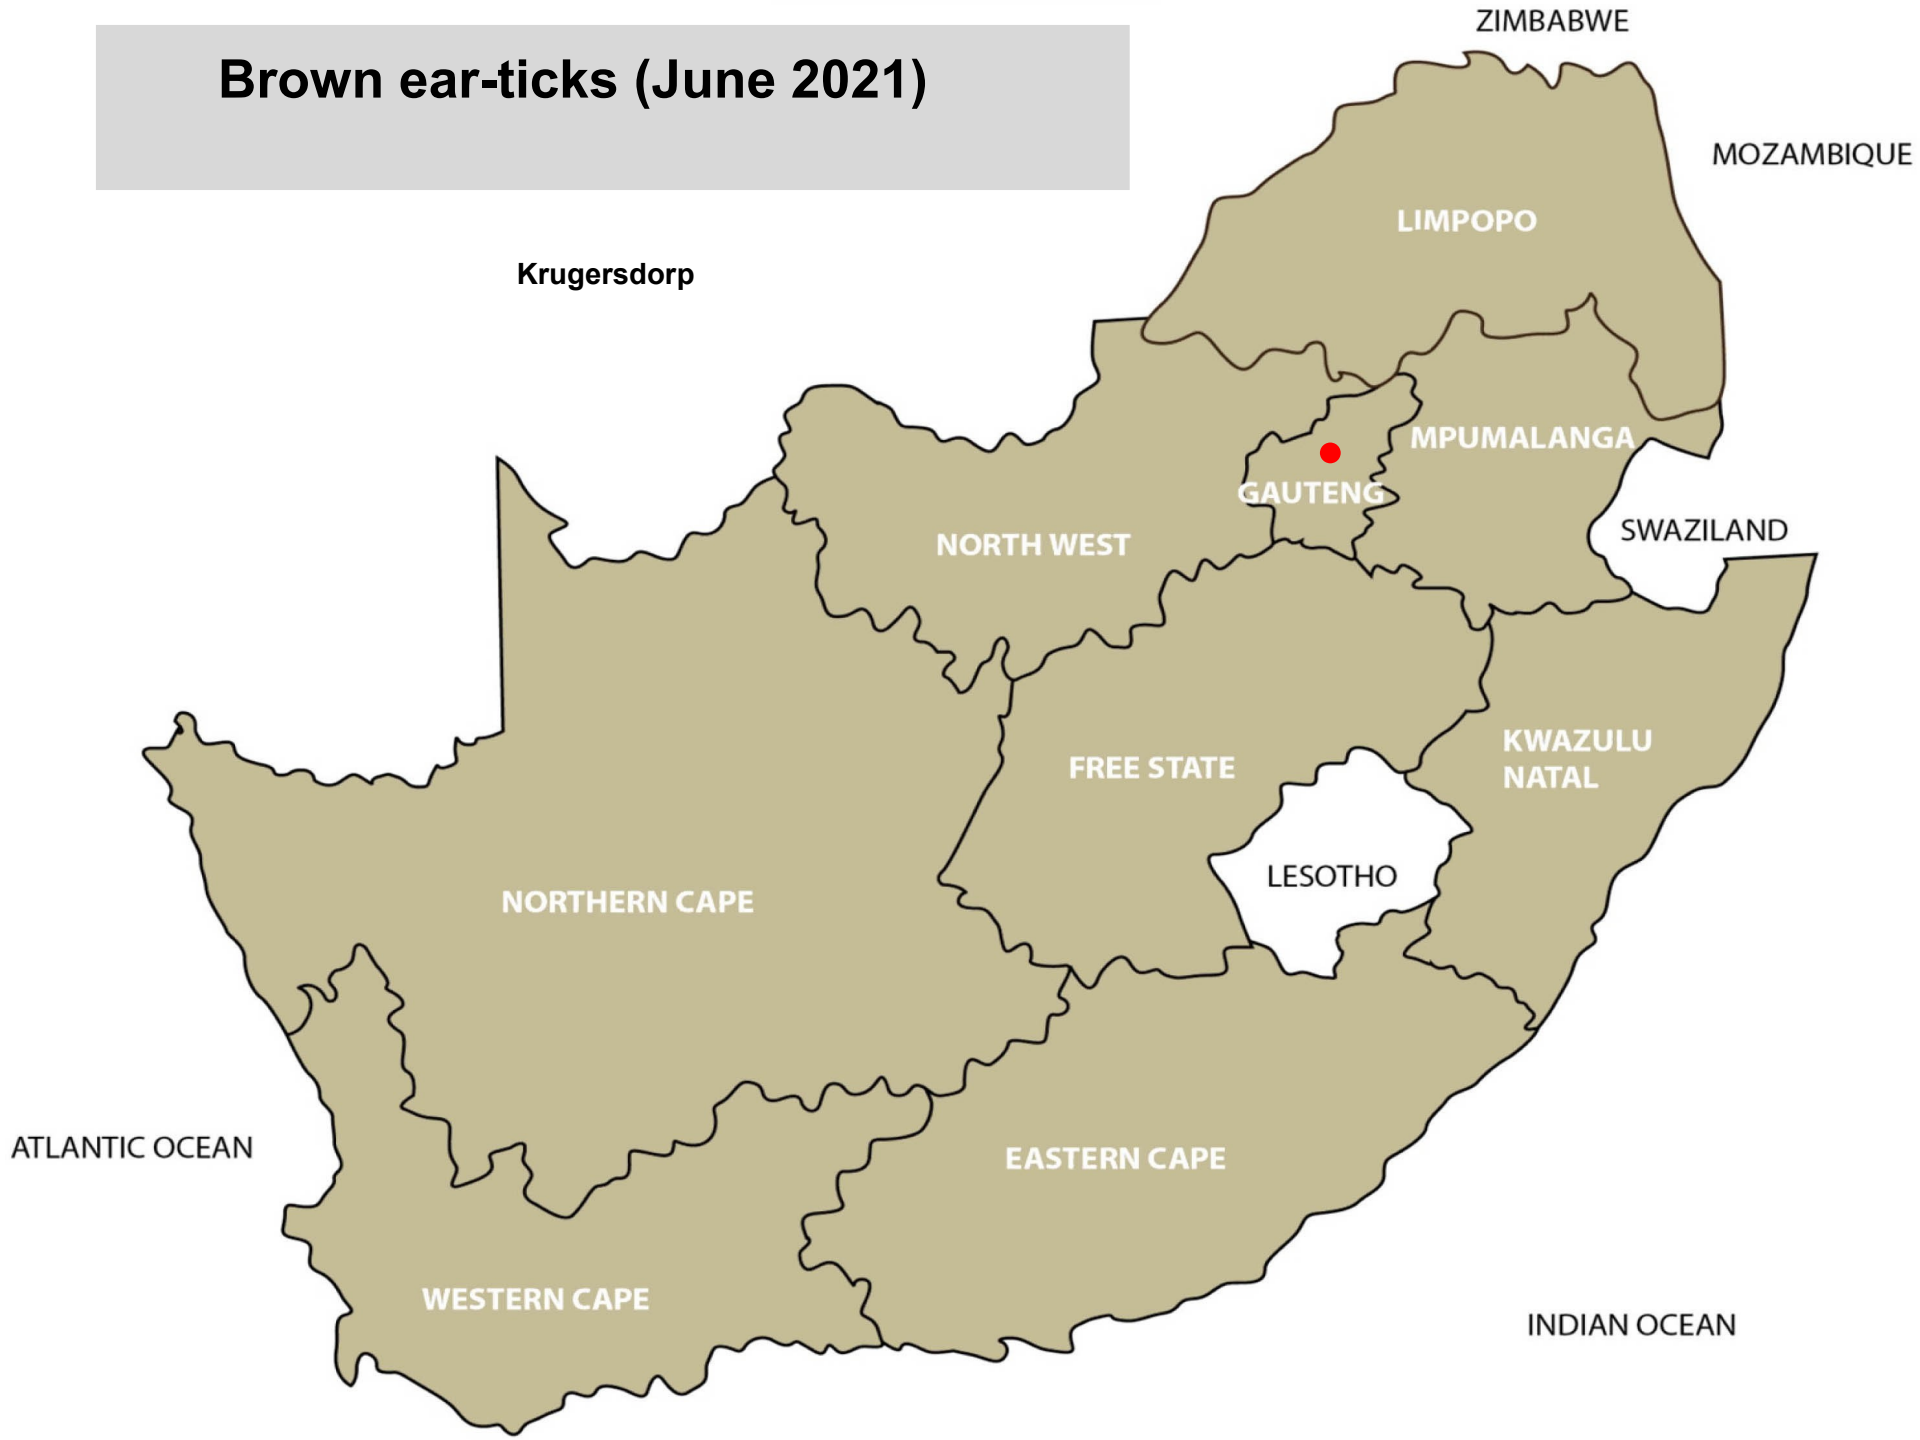 ZIMBABWE
Brown ear-ticks (June 2021)
MOZAMBIQUE
LIMPOPO
Krugersdorp
MPUMALANGA
GAUTENG
SWAZILAND
NORTH WEST
KWAZULU
NATAL
FREE STATE
LESOTHO
NORTHERN CAPE
ATLANTIC OCEAN
EASTERN CAPE
WESTERN CAPE
INDIAN OCEAN